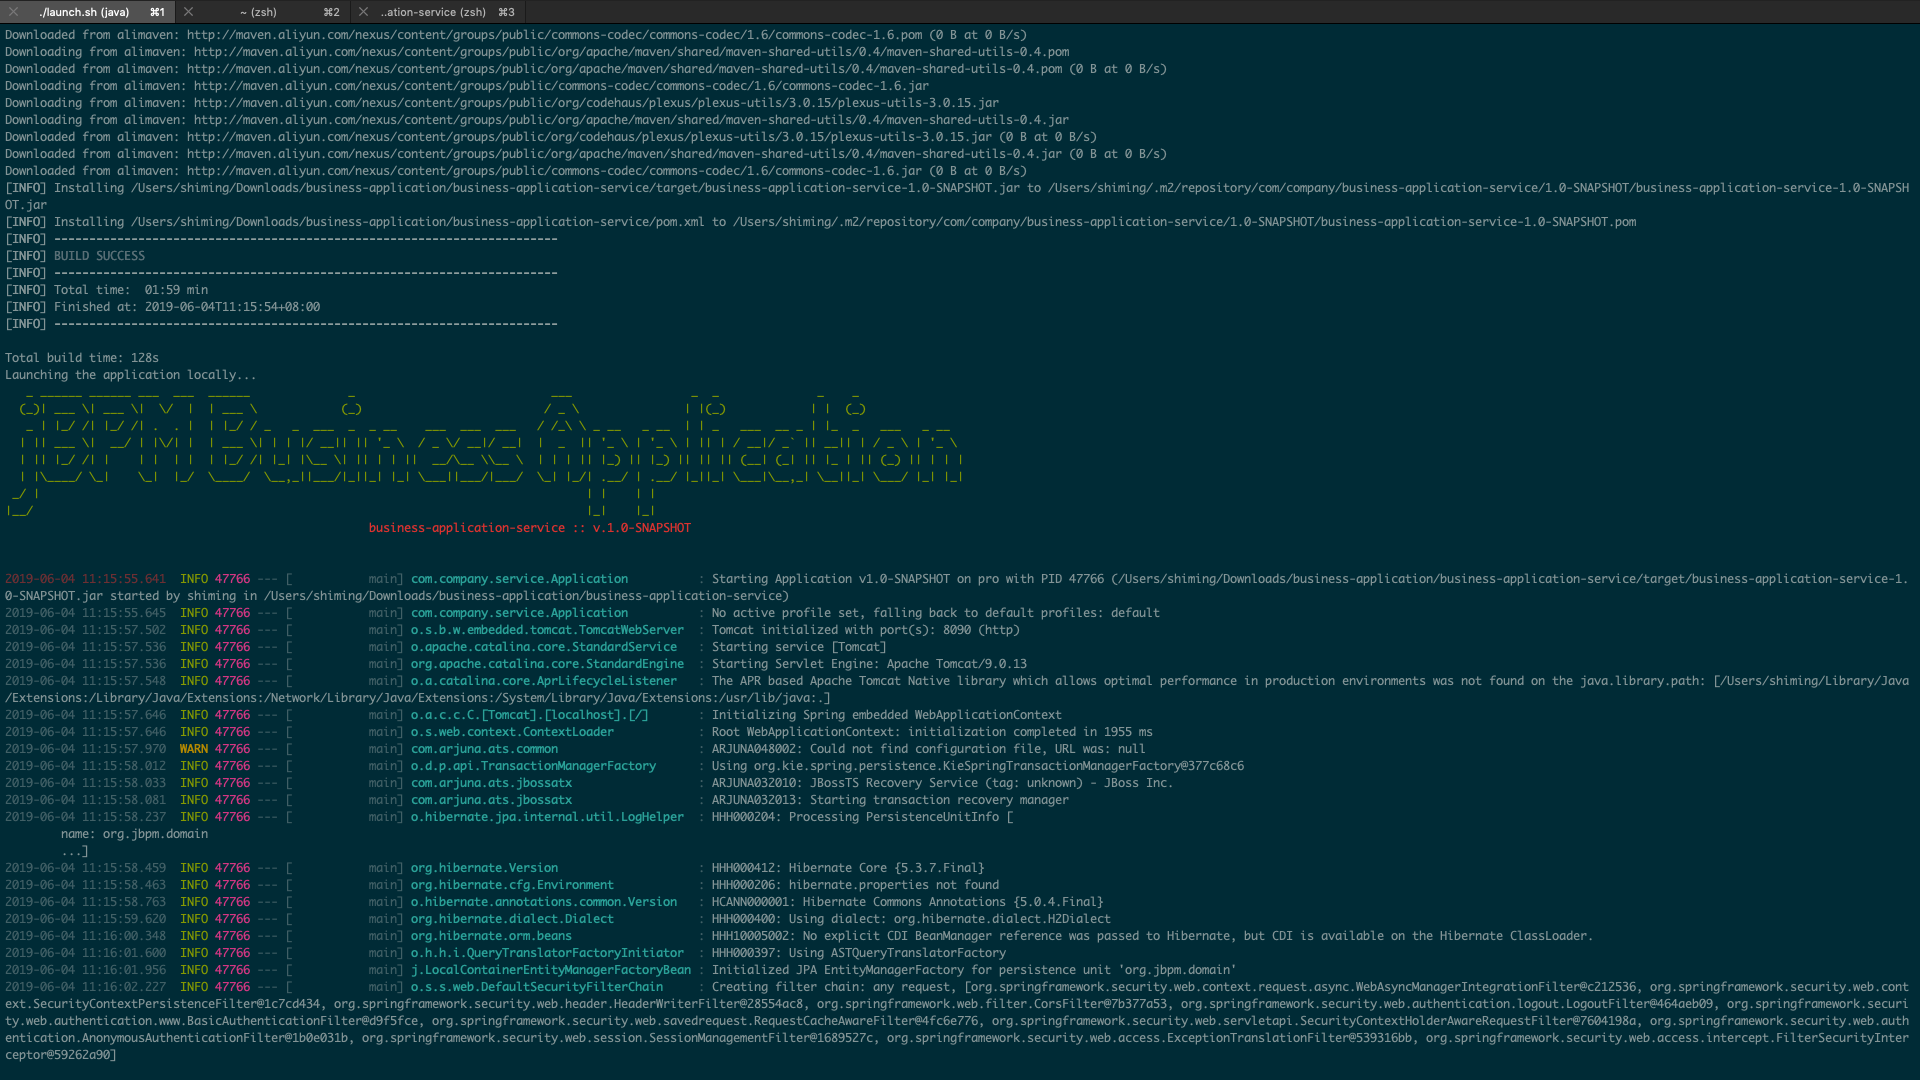 ./launch.sh (java) ⌘1 ~ (zsh) ⌘2 ..ation-service (zsh) ⌘3
Downloaded from alimaven: http://maven.aliyun.com/nexus/content/groups/public/commons-codec/commons-codec/1.6/commons-codec-1.6.pom (0 B at 0 B/s)
Downloading from alimaven: http://maven.aliyun.com/nexus/content/groups/public/org/apache/maven/shared/maven-shared-utils/0.4/maven-shared-utils-0.4.pom
Downloaded from alimaven: http://maven.aliyun.com/nexus/content/groups/public/org/apache/maven/shared/maven-shared-utils/0.4/maven-shared-utils-0.4.pom (0 B at 0 B/s)
Downloading from alimaven: http://maven.aliyun.com/nexus/content/groups/public/commons-codec/commons-codec/1.6/commons-codec-1.6.jar
Downloading from alimaven: http://maven.aliyun.com/nexus/content/groups/public/org/codehaus/plexus/plexus-utils/3.0.15/plexus-utils-3.0.15.jar
Downloading from alimaven: http://maven.aliyun.com/nexus/content/groups/public/org/apache/maven/shared/maven-shared-utils/0.4/maven-shared-utils-0.4.jar
Downloaded from alimaven: http://maven.aliyun.com/nexus/content/groups/public/org/codehaus/plexus/plexus-utils/3.0.15/plexus-utils-3.0.15.jar (0 B at 0 B/s)
Downloaded from alimaven: http://maven.aliyun.com/nexus/content/groups/public/org/apache/maven/shared/maven-shared-utils/0.4/maven-shared-utils-0.4.jar (0 B at 0 B/s)
Downloaded from alimaven: http://maven.aliyun.com/nexus/content/groups/public/commons-codec/commons-codec/1.6/commons-codec-1.6.jar (0 B at 0 B/s)
[INFO] Installing /Users/shiming/Downloads/business-application/business-application-service/target/business-application-service-1.0-SNAPSHOT.jar to /Users/shiming/.m2/repository/com/company/business-application-service/1.0-SNAPSHOT/business-application-service-1.0-SNAPSH
OT.jar
[INFO] Installing /Users/shiming/Downloads/business-application/business-application-service/pom.xml to /Users/shiming/.m2/repository/com/company/business-application-service/1.0-SNAPSHOT/business-application-service-1.0-SNAPSHOT.pom
[INFO] ------------------------------------------------------------------------
[INFO] BUILD SUCCESS
[INFO] ------------------------------------------------------------------------
[INFO] Total time:  01:59 min
[INFO] Finished at: 2019-06-04T11:15:54+08:00
[INFO] ------------------------------------------------------------------------
Total build time: 128s
Launching the application locally...
jBPM Business Application
business-application-service :: v.1.0-SNAPSHOT
2019-06-04 11:15:55.641  INFO 47766 --- [           main] com.company.service.Application          : Starting Application v1.0-SNAPSHOT on pro with PID 47766 (/Users/shiming/Downloads/business-application/business-application-service/target/business-application-service-1.
0-SNAPSHOT.jar started by shiming in /Users/shiming/Downloads/business-application/business-application-service)
2019-06-04 11:15:55.645  INFO 47766 --- [           main] com.company.service.Application          : No active profile set, falling back to default profiles: default
2019-06-04 11:15:57.502  INFO 47766 --- [           main] o.s.b.w.embedded.tomcat.TomcatWebServer  : Tomcat initialized with port(s): 8090 (http)
2019-06-04 11:15:57.536  INFO 47766 --- [           main] o.apache.catalina.core.StandardService   : Starting service [Tomcat]
2019-06-04 11:15:57.536  INFO 47766 --- [           main] org.apache.catalina.core.StandardEngine  : Starting Servlet Engine: Apache Tomcat/9.0.13
2019-06-04 11:15:57.548  INFO 47766 --- [           main] o.a.catalina.core.AprLifecycleListener   : The APR based Apache Tomcat Native library which allows optimal performance in production environments was not found on the java.library.path: [/Users/shiming/Library/Java
/Extensions:/Library/Java/Extensions:/Network/Library/Java/Extensions:/System/Library/Java/Extensions:/usr/lib/java:.]
2019-06-04 11:15:57.646  INFO 47766 --- [           main] o.a.c.c.C.[Tomcat].[localhost].[/]       : Initializing Spring embedded WebApplicationContext
2019-06-04 11:15:57.646  INFO 47766 --- [           main] o.s.web.context.ContextLoader            : Root WebApplicationContext: initialization completed in 1955 ms
2019-06-04 11:15:57.970  WARN 47766 --- [           main] com.arjuna.ats.common                    : ARJUNA048002: Could not find configuration file, URL was: null
2019-06-04 11:15:58.012  INFO 47766 --- [           main] o.d.p.api.TransactionManagerFactory      : Using org.kie.spring.persistence.KieSpringTransactionManagerFactory@377c68c6
2019-06-04 11:15:58.033  INFO 47766 --- [           main] com.arjuna.ats.jbossatx                  : ARJUNA032010: JBossTS Recovery Service (tag: unknown) - JBoss Inc.
2019-06-04 11:15:58.081  INFO 47766 --- [           main] com.arjuna.ats.jbossatx                  : ARJUNA032013: Starting transaction recovery manager
2019-06-04 11:15:58.237  INFO 47766 --- [           main] o.hibernate.jpa.internal.util.LogHelper  : HHH000204: Processing PersistenceUnitInfo [
name: org.jbpm.domain
...]
2019-06-04 11:15:58.459  INFO 47766 --- [           main] org.hibernate.Version                    : HHH000412: Hibernate Core {5.3.7.Final}
2019-06-04 11:15:58.463  INFO 47766 --- [           main] org.hibernate.cfg.Environment            : HHH000206: hibernate.properties not found
2019-06-04 11:15:58.763  INFO 47766 --- [           main] o.hibernate.annotations.common.Version   : HCANN000001: Hibernate Commons Annotations {5.0.4.Final}
2019-06-04 11:15:59.620  INFO 47766 --- [           main] org.hibernate.dialect.Dialect            : HHH000400: Using dialect: org.hibernate.dialect.H2Dialect
2019-06-04 11:16:00.348  INFO 47766 --- [           main] org.hibernate.orm.beans                  : HHH10005002: No explicit CDI BeanManager reference was passed to Hibernate, but CDI is available on the Hibernate ClassLoader.
2019-06-04 11:16:01.600  INFO 47766 --- [           main] o.h.h.i.QueryTranslatorFactoryInitiator  : HHH000397: Using ASTQueryTranslatorFactory
2019-06-04 11:16:01.956  INFO 47766 --- [           main] j.LocalContainerEntityManagerFactoryBean : Initialized JPA EntityManagerFactory for persistence unit 'org.jbpm.domain'
2019-06-04 11:16:02.227  INFO 47766 --- [           main] o.s.s.web.DefaultSecurityFilterChain     : Creating filter chain: any request, [org.springframework.security.web.context.request.async.WebAsyncManagerIntegrationFilter@c212536, org.springframework.security.web.cont
ext.SecurityContextPersistenceFilter@1c7cd434, org.springframework.security.web.header.HeaderWriterFilter@28554ac8, org.springframework.web.filter.CorsFilter@7b377a53, org.springframework.security.web.authentication.logout.LogoutFilter@464aeb09, org.springframework.securi
ty.web.authentication.www.BasicAuthenticationFilter@d9f5fce, org.springframework.security.web.savedrequest.RequestCacheAwareFilter@4fc6e776, org.springframework.security.web.servletapi.SecurityContextHolderAwareRequestFilter@7604198a, org.springframework.security.web.auth
entication.AnonymousAuthenticationFilter@1b0e031b, org.springframework.security.web.session.SessionManagementFilter@1689527c, org.springframework.security.web.access.ExceptionTranslationFilter@539316bb, org.springframework.security.web.access.intercept.FilterSecurityInter
ceptor@59262a90]